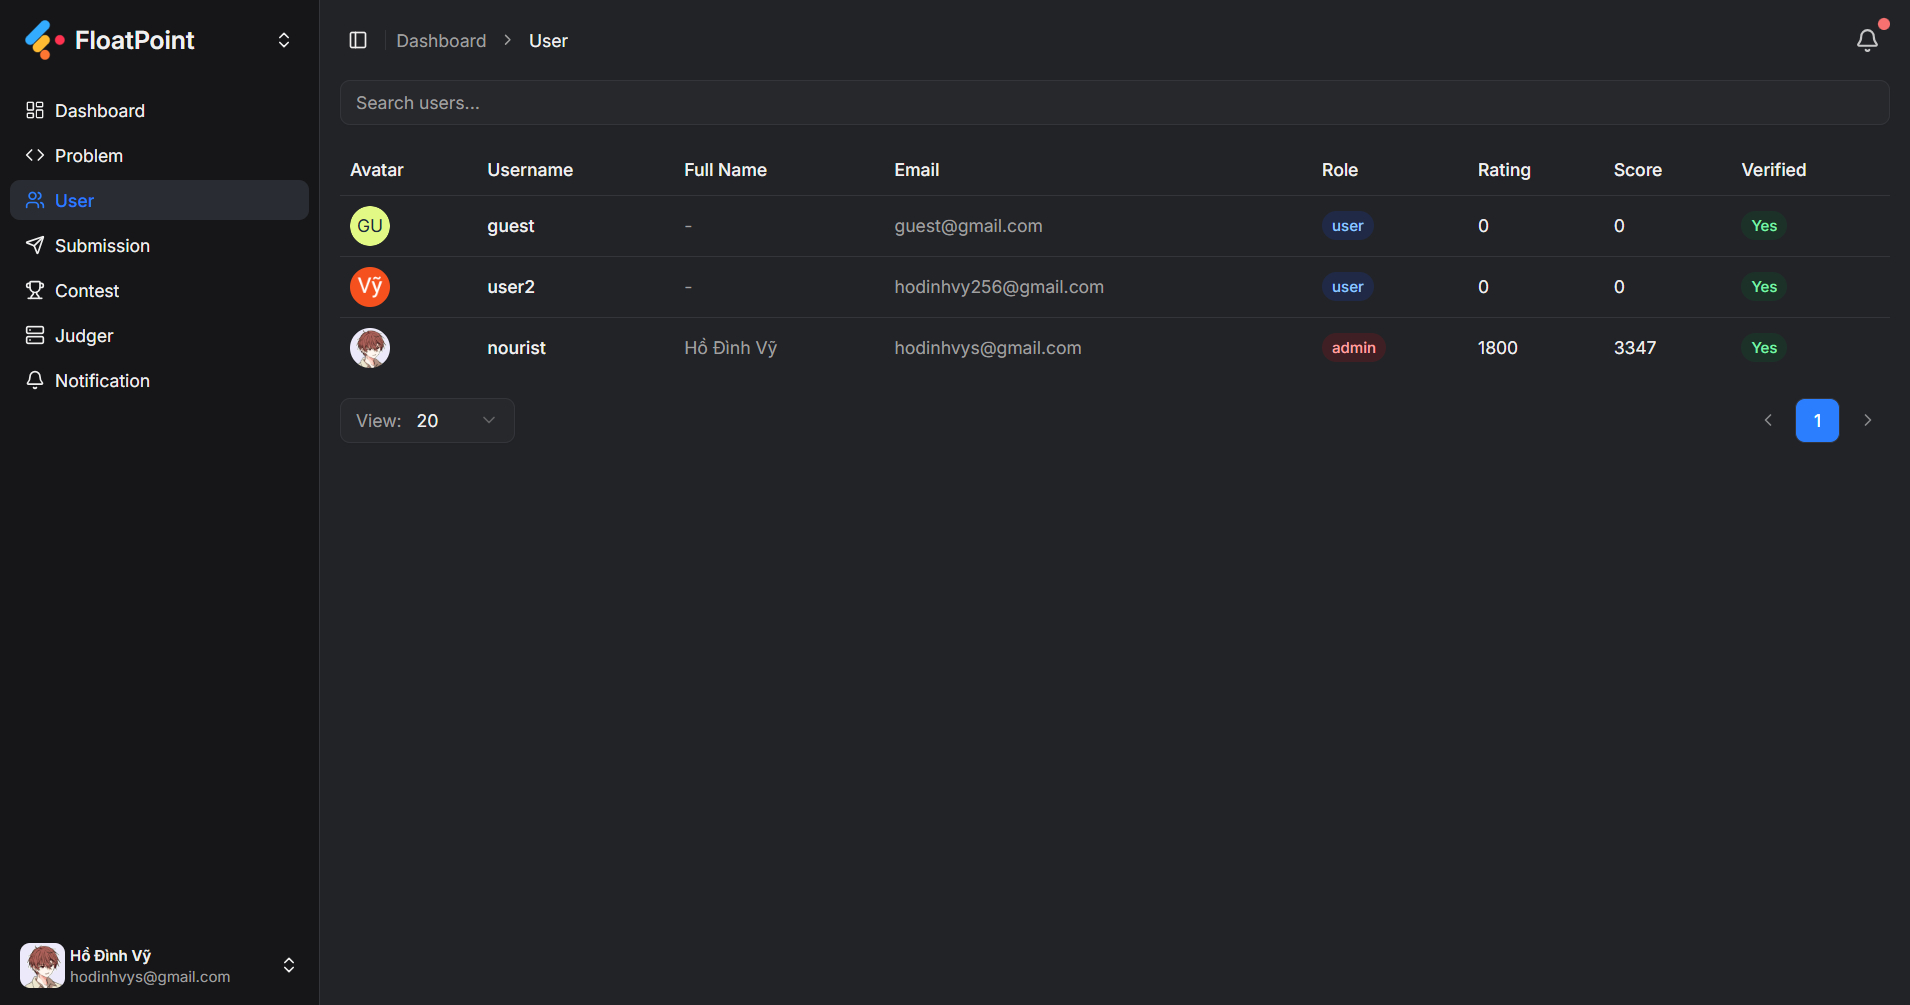 FloatPoint
Dashboard
Problem
User
Submission
Contest
Judger
Notification
Hồ Đình Vỹ
hodinhvys@gmail.com
Dashboard > User
Search users...
Avatar Username Full Name Email Role Rating Score Verified
GU guest - guest@gmail.com user 0 0 Yes
Vỹ user2 - hodinhvy256@gmail.com user 0 0 Yes
nourist Hồ Đình Vỹ hodinhvys@gmail.com admin 1800 3347 Yes
View: 20
1